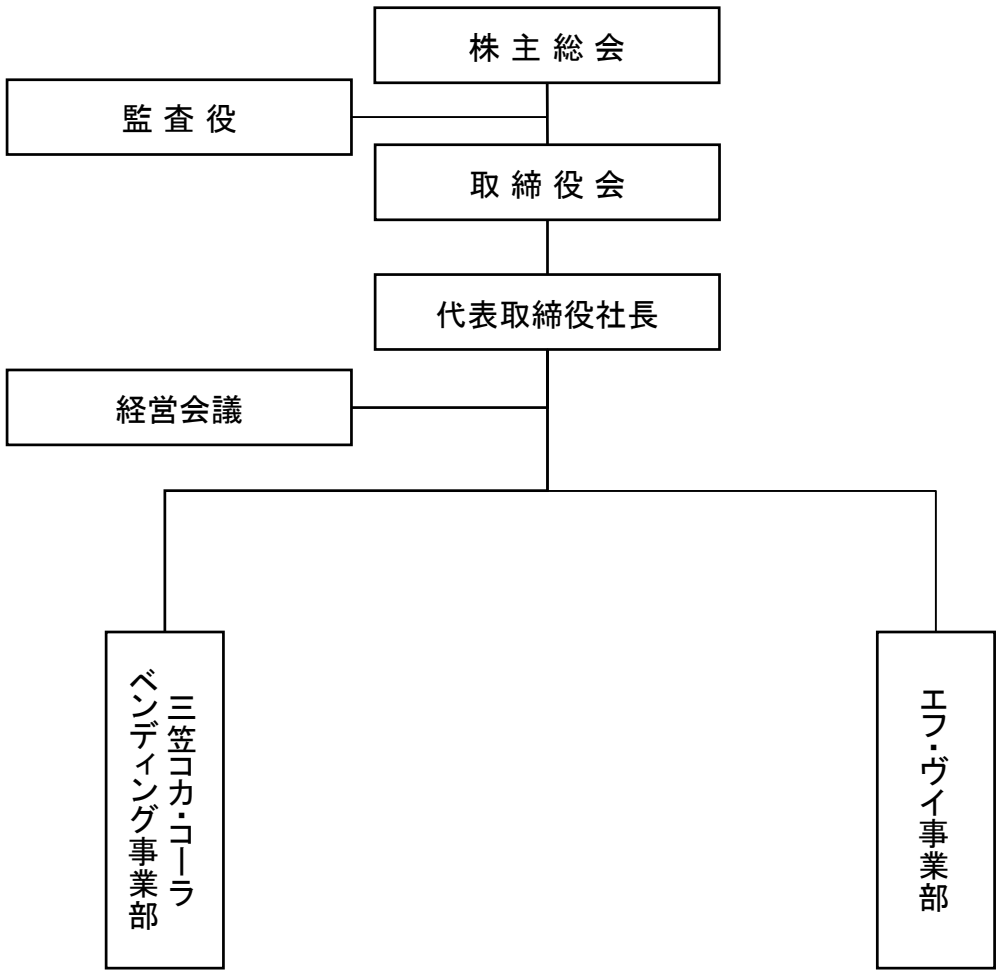 株主総会
監査役
取締役会
代表取締役社長
経営会議
三笠コカ・コーラ
ベンディング事業部
エフ・ヴイ事業部